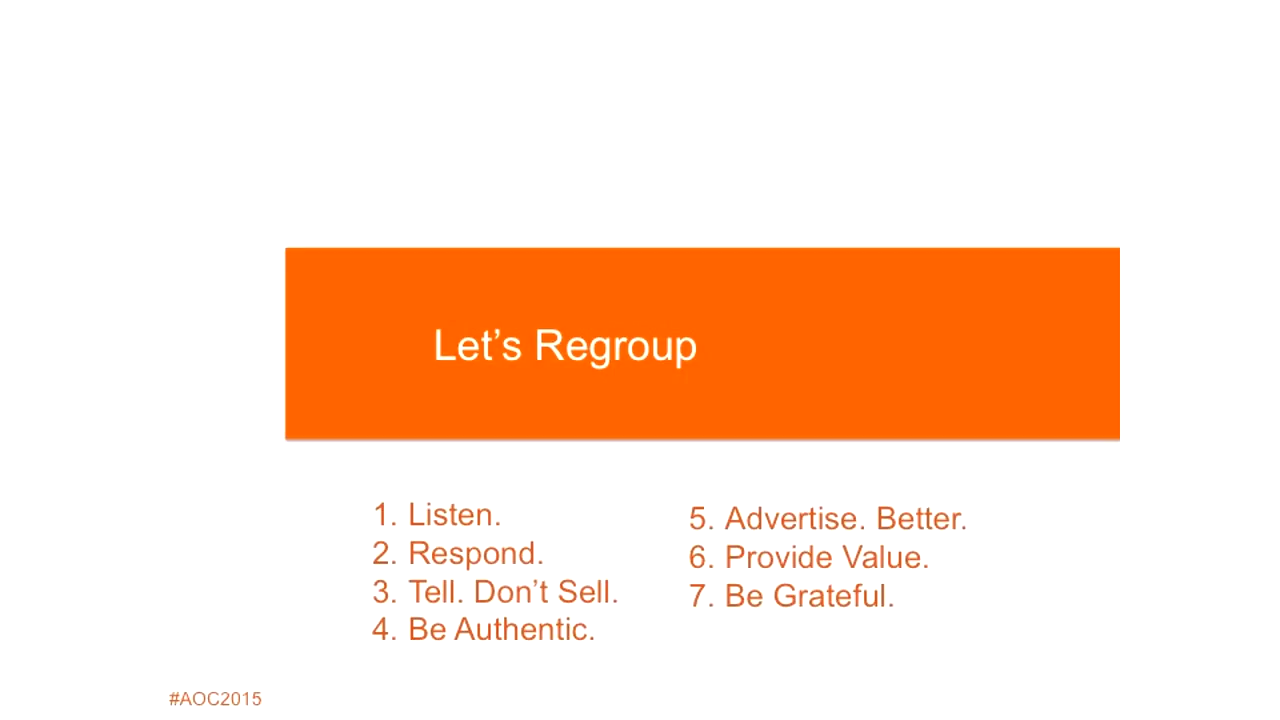 Let’s Regroup
1. Listen.
2. Respond.
3. Tell. Don’t Sell.
4. Be Authentic.
5. Advertise. Better.
6. Provide Value.
7. Be Grateful.
#AOC2015